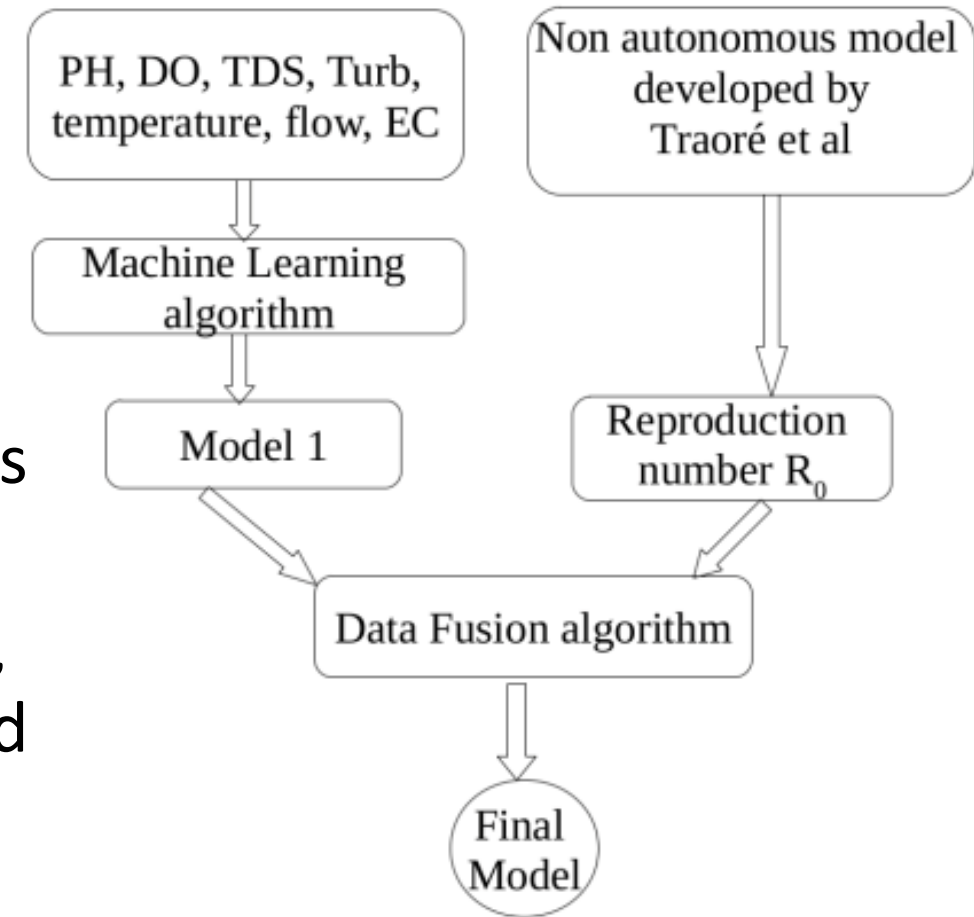 PH, DO, TDS, Turb,
temperature, flow, EC
Non autonomous model
developed by
Traoré et al
Machine Learning
algorithm
Model 1
Reproduction
number R₀
s
Data Fusion algorithm
,
d
Final
Model